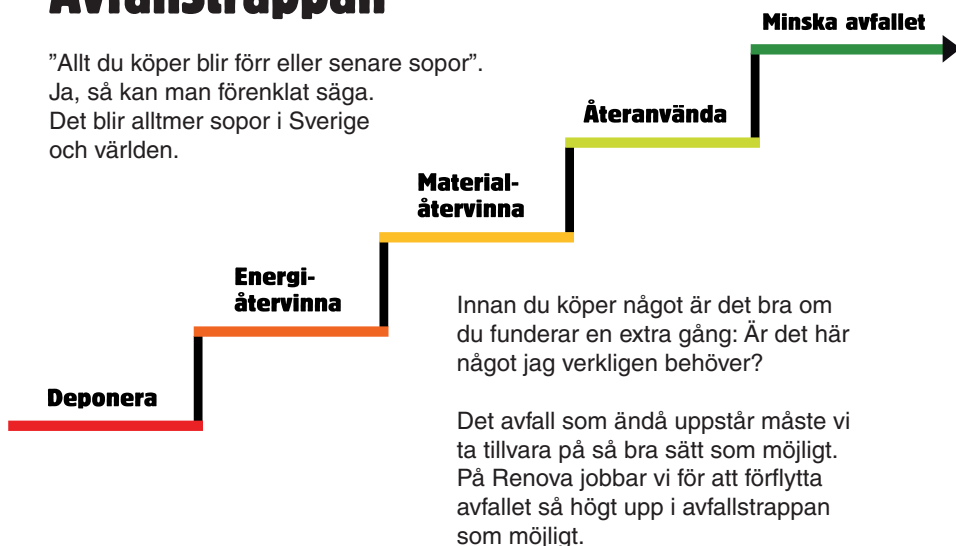 Avfallstrappan
"Allt du köper blir förr eller senare sopor".
Ja, så kan man förenklat säga.
Det blir alltmer sopor i Sverige
och världen.
Minska avfallet
Återanvända
Material-
återvinna
Energi-
återvinna
Deponera
Innan du köper något är det bra om
du funderar en extra gång: Är det här
något jag verkligen behöver?
Det avfall som ändå uppstår måste vi
ta tillvara på så bra sätt som möjligt.
På Renova jobbar vi för att förflytta
avfallet så högt upp i avfallstrappan
som möjligt.